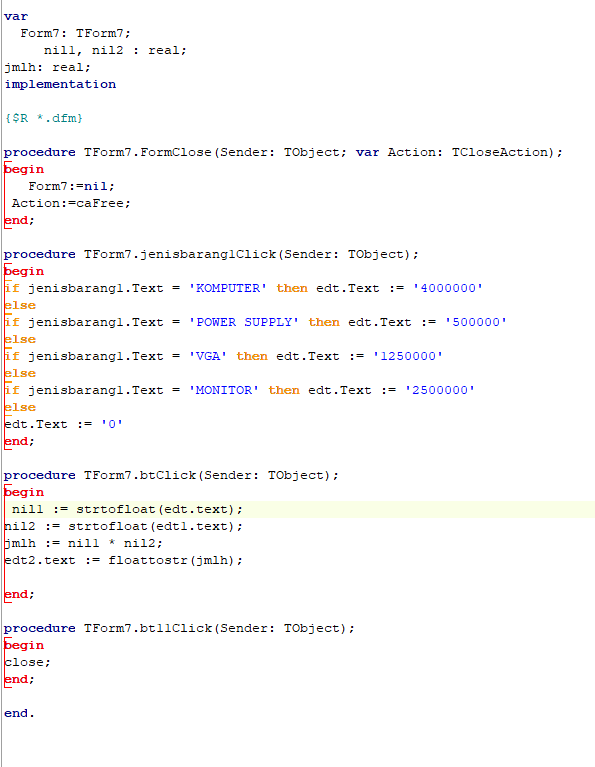 var
  Form7: TForm7;
     nil1, nil2 : real;
jmlh: real;
implementation

{$R *.dfm}

procedure TForm7.FormClose(Sender: TObject; var Action: TCloseAction);
begin
   Form7:=nil;
 Action:=caFree;
end;

procedure TForm7.jenisbarang1Click(Sender: TObject);
begin
if jenisbarang1.Text = 'KOMPUTER' then edt.Text := '4000000'
else
if jenisbarang1.Text = 'POWER SUPPLY' then edt.Text := '500000'
else
if jenisbarang1.Text = 'VGA' then edt.Text := '1250000'
else
if jenisbarang1.Text = 'MONITOR' then edt.Text := '2500000'
else
edt.Text := '0'
end;

procedure TForm7.btClick(Sender: TObject);
begin
 nil1 := strtofloat(edt.text);
nil2 := strtofloat(edt1.text);
jmlh := nil1 * nil2;
edt2.text := floattostr(jmlh);

end;

procedure TForm7.bt11Click(Sender: TObject);
begin
close;
end;

end.